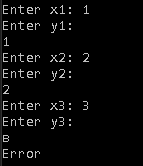 Enter x1: 1
Enter y1:
1
Enter x2: 2
Enter y2:
2
Enter x3: 3
Enter y3:
в
Error